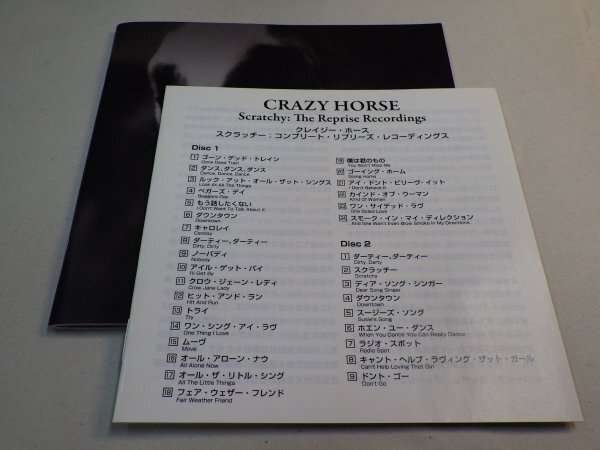 CRAZY HORSE
Scratchy: The Reprise Recordings
クレイジー・ホース
スクラッチー：コンプリート・リプリーズ・レコーディングス
Disc 1
1 ゴーン・デッド・トレイン
Gone Dead Train
2 ダンス、ダンス、ダンス
Dance, Dance, Dance
3 ルック・アット・オール・ザット・シングス
Look At All The Things
4 ベガーズ・デイ
Beggars Day
5 もう話したくない
I Don't Want To Talk About It
6 ダウンタウン
Downtown
7 キャロレイ
Carolay
8 ダーティー、ダーティー
Dirty, Dirty
9 ノーバディ
Nobody
10 アイル・ゲット・バイ
I'll Get By
11 クロウ・ジェーン・レディ
Crow Jane Lady
12 ヒット・アンド・ラン
Hit And Run
13 トライ
Try
14 ワン・シング・アイ・ラヴ
One Thing I Love
15 ムーヴ
Move
16 オール・アローン・ナウ
All Alone Now
17 オール・ザ・リトル・シング
All The Little Things
18 フェア・ウェザー・フレンド
Fair Weather Friend
19 僕は君のもの
You Won't Miss Me
20 ゴーイング・ホーム
Going Home
21 アイ・ドント・ビリーヴ・イット
I Don't Believe It
22 カインド・オブ・ウーマン
Kind Of Woman
23 ワン・サイデッド・ラヴ
One Sided Love
24 スモーク・イン・マイ・ディレクション
And She Won't Even Blow Smoke In My Direction
Disc 2
1 ダーティー、ダーティー
Dirty, Dirty
2 スクラッチー
Scratchy
3 ディア・ソング・シンガー
Dear Song Singer
4 ダウンタウン
Downtown
5 スージーズ・ソング
Susie's Song
6 ホエン・ユー・ダンス
When You Dance You Can Really Dance
7 ラジオ・スポット
Radio Spot
8 キャント・ヘルプ・ラヴィング・ザット・ガール
Can't Help Loving That Girl
9 ドント・ゴー
Don't Go